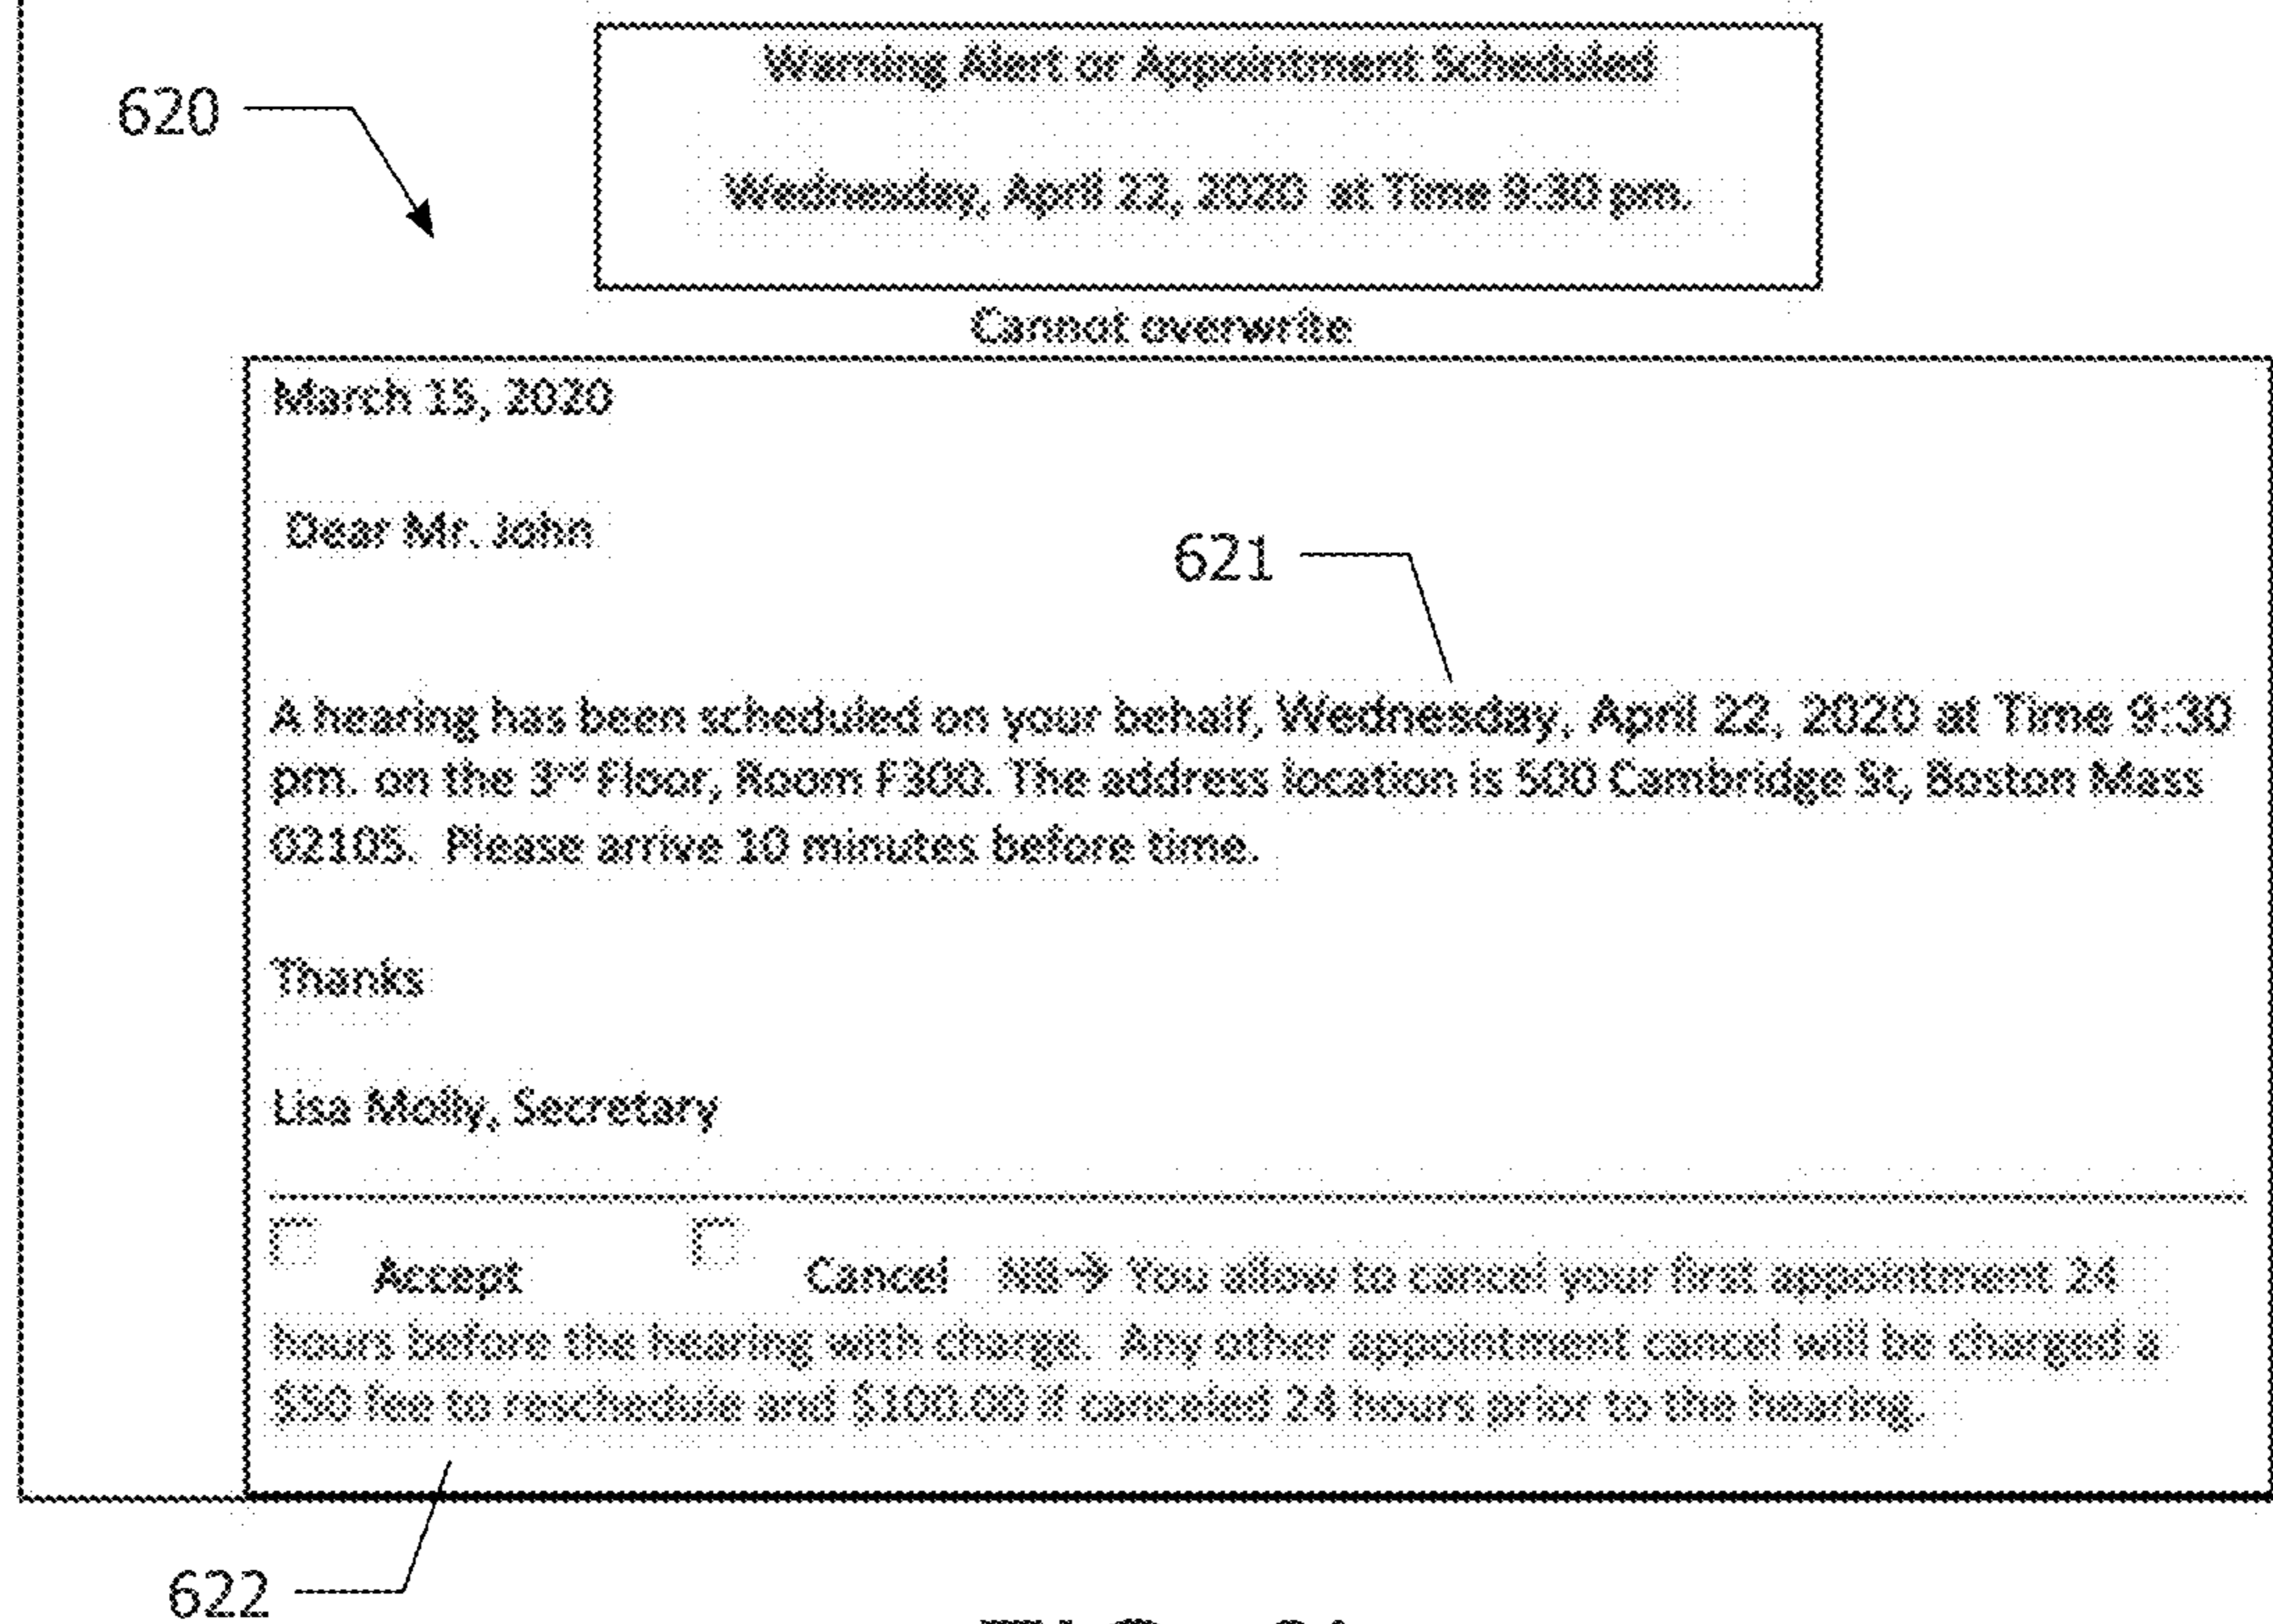 Warning Alert or Appointment Scheduled
620
Wednesday, April 22, 2020 at Time 9:30 pm.
Cannot overwrite
March 15, 2020
Dear Mr. John
621
A hearing has been scheduled on your behalf, Wednesday, April 22, 2020 at Time 9:30
pm. on the 3rd Floor, Room F300. The address location is 500 Cambridge St, Boston Mass
02105. Please arrive 10 minutes before time.
Thanks
Lisa Molly, Secretary
Accept Cancel NB→ You allow to cancel your first appointment 24
hours before the hearing with charge. Any other appointment cancel will be charged a
$50 fee to reschedule and $100.00 if canceled 24 hours prior to the hearing.
622